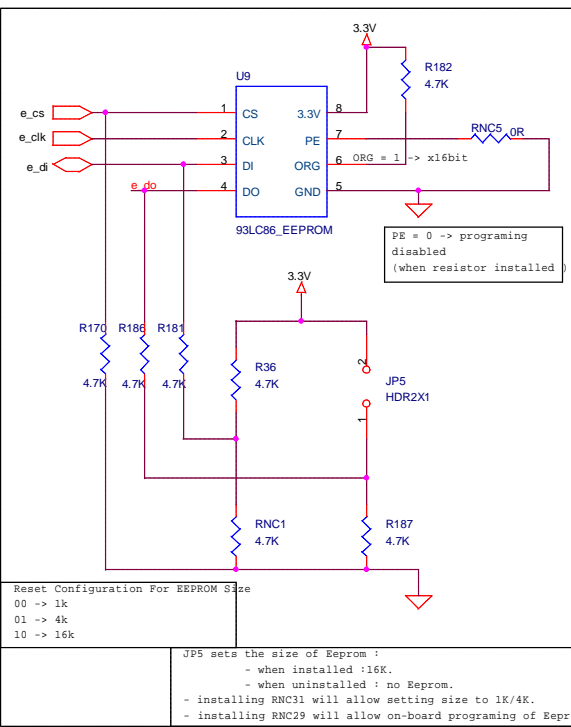 3.3V
R182
4.7K
U9
e_cs
1
CS
3.3V
8
e_clk
2
CLK
PE
7
RNC5
0R
e_di
3
DI
ORG
6
ORG = 1 -> x16bit
e_do
4
DO
GND
5
93LC86_EEPROM
PE = 0 -> programing
disabled
(when resistor installed )
3.3V
R170
R186
R181
4.7K
4.7K
4.7K
R36
4.7K
2
JP5
HDR2X1
1
RNC1
4.7K
R187
4.7K
Reset Configuration For EEPROM Size
00 -> 1k
01 -> 4k
10 -> 16k
JP5 sets the size of Eeprom :
- when installed :16K.
- when uninstalled : no Eeprom.
- installing RNC31 will allow setting size to 1K/4K.
- installing RNC29 will allow on-board programing of Eepr